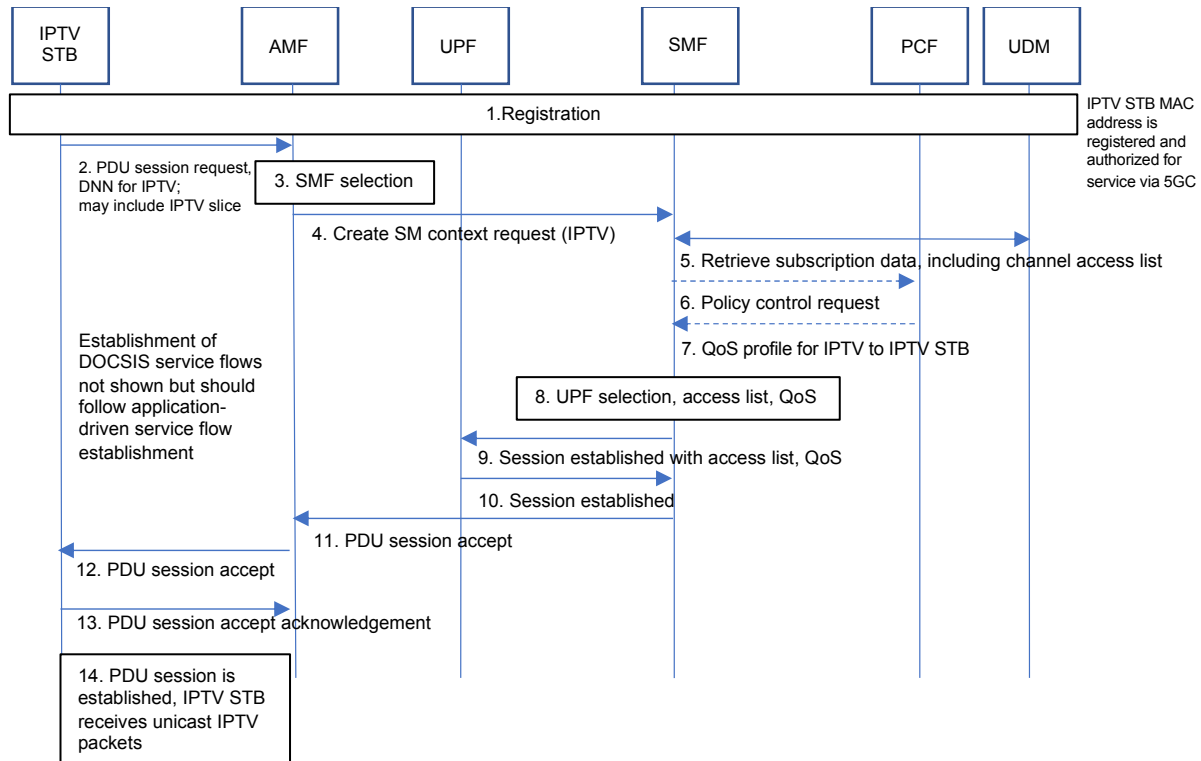 IPTV
STB
AMF
UPF
SMF
PCF
UDM
1.Registration
IPTV STB MAC
address is
registered and
authorized for
service via 5GC
2. PDU session request,
DNN for IPTV;
may include IPTV slice
3. SMF selection
4. Create SM context request (IPTV)
5. Retrieve subscription data, including channel access list
6. Policy control request
7. QoS profile for IPTV to IPTV STB
Establishment of
DOCSIS service flows
not shown but should
follow application-
driven service flow
establishment
8. UPF selection, access list, QoS
9. Session established with access list, QoS
10. Session established
11. PDU session accept
12. PDU session accept
13. PDU session accept acknowledgement
14. PDU session is
established, IPTV STB
receives unicast IPTV
packets